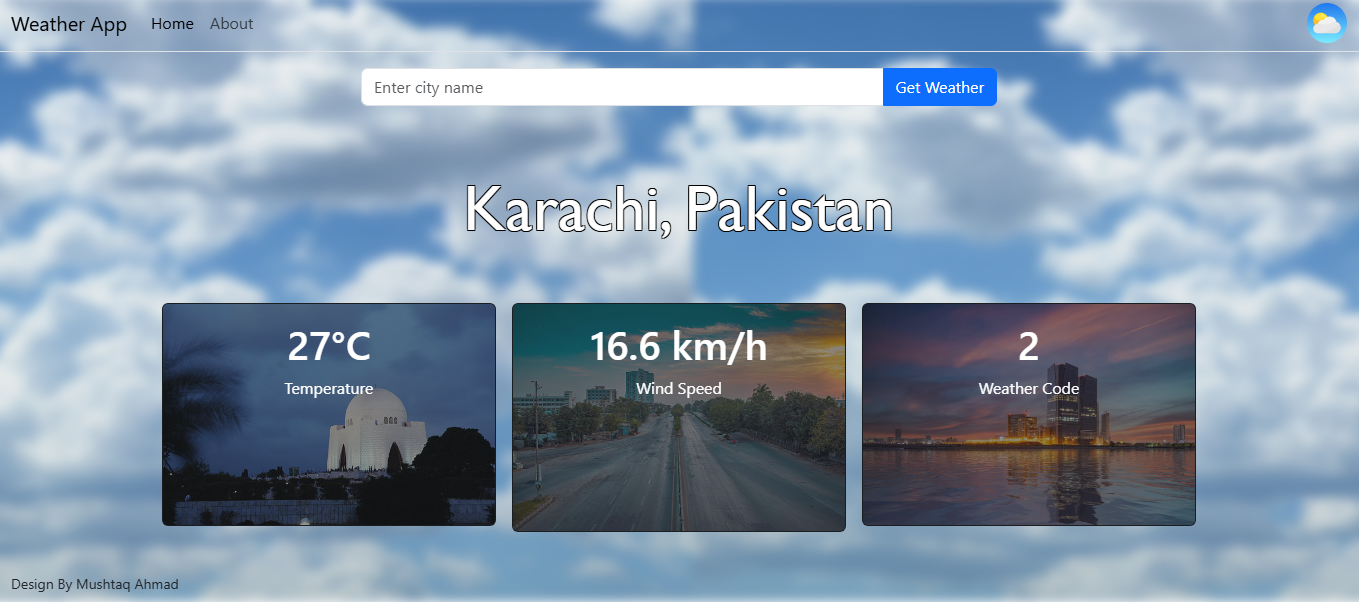 Weather App Home About
Enter city name Get Weather
Karachi, Pakistan
27°C
Temperature
16.6 km/h
Wind Speed
2
Weather Code
Design By Mushtaq Ahmad